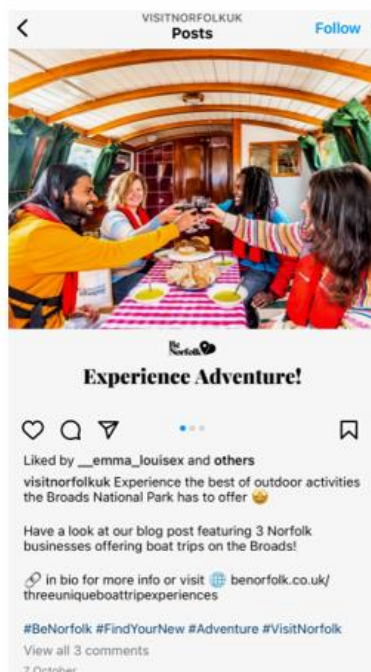 VISITNORFOLKUK
Posts
Follow
Be
Norfolk
Experience Adventure!
Liked by __emma_louisex and others
visitnorfolkuk Experience the best of outdoor activities
the Broads National Park has to offer 🤩
Have a look at our blog post featuring 3 Norfolk
businesses offering boat trips on the Broads!
🔗 in bio for more info or visit 🌐 benorfolk.co.uk/
threeuniqueboattripexperiences
#BeNorfolk #FindYourNew #Adventure #VisitNorfolk
View all 3 comments
7 October